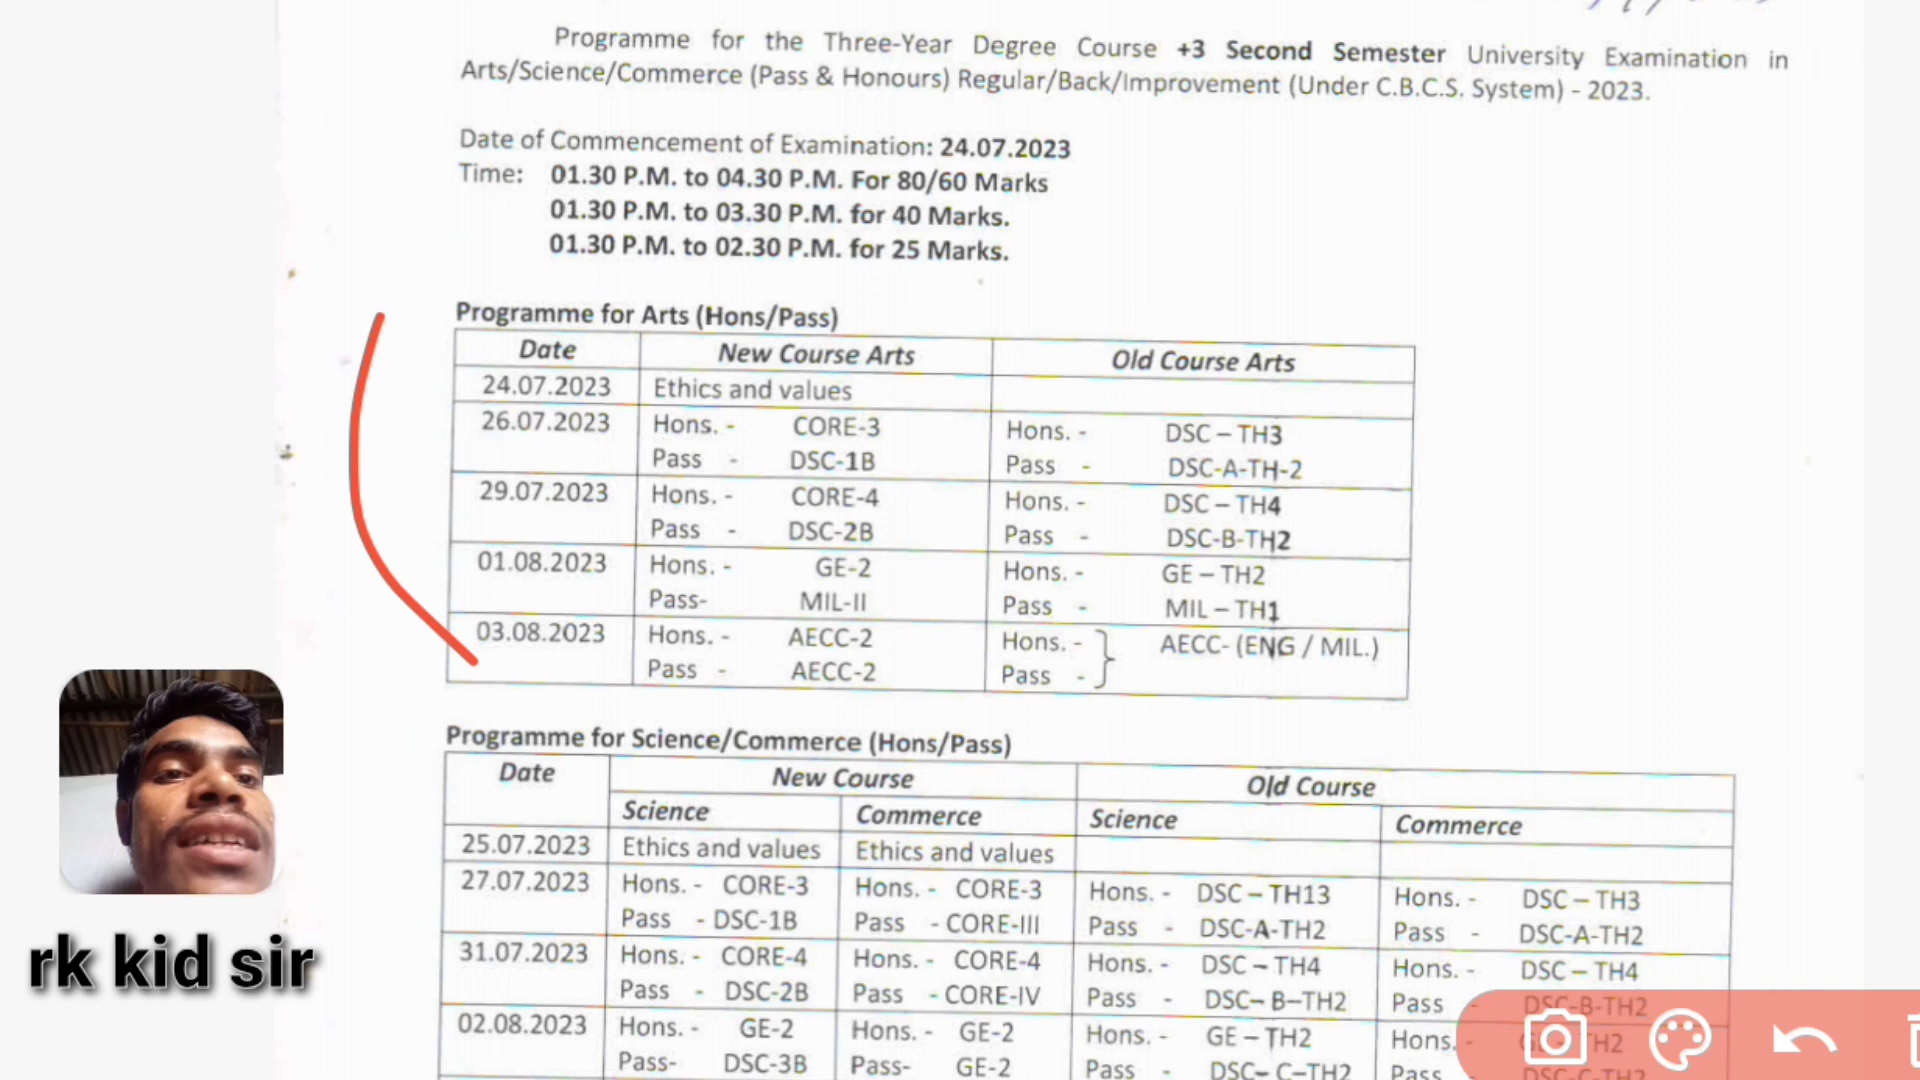 Programme for the Three-Year Degree Course +3 Second Semester University Examination in
Arts/Science/Commerce (Pass & Honours) Regular/Back/Improvement (Under C.B.C.S. System) - 2023.
Date of Commencement of Examination: 24.07.2023
Time: 01.30 P.M. to 04.30 P.M. For 80/60 Marks
01.30 P.M. to 03.30 P.M. for 40 Marks.
01.30 P.M. to 02.30 P.M. for 25 Marks.
Programme for Arts (Hons/Pass)
Date New Course Arts Old Course Arts
24.07.2023 Ethics and values
26.07.2023 Hons. - CORE-3 Hons. - DSC – TH3
Pass - DSC-1B Pass - DSC-A-TH-2
29.07.2023 Hons. - CORE-4 Hons. - DSC – TH4
Pass - DSC-2B Pass - DSC-B-TH2
01.08.2023 Hons. - GE-2 Hons. - GE – TH2
Pass- MIL-II Pass - MIL – TH1
03.08.2023 Hons. - AECC-2 Hons. - } AECC- (ENG / MIL.)
Pass - AECC-2 Pass -
Programme for Science/Commerce (Hons/Pass)
Date New Course Old Course
Science Commerce Science Commerce
25.07.2023 Ethics and values Ethics and values
27.07.2023 Hons. - CORE-3 Hons. - CORE-3 Hons. - DSC – TH13 Hons. - DSC – TH3
Pass - DSC-1B Pass - CORE-III Pass - DSC-A-TH2 Pass - DSC-A-TH2
31.07.2023 Hons. - CORE-4 Hons. - CORE-4 Hons. - DSC – TH4 Hons. - DSC – TH4
Pass - DSC-2B Pass - CORE-IV Pass - DSC– B–TH2 Pass DSC-B-TH2
02.08.2023 Hons. - GE-2 Hons. - GE-2 Hons. - GE – TH2 Hons.
Pass- DSC-3B Pass- GE-2 Pass - DSC– C–TH2 Pass DSC-C-TH2
rk kid sir